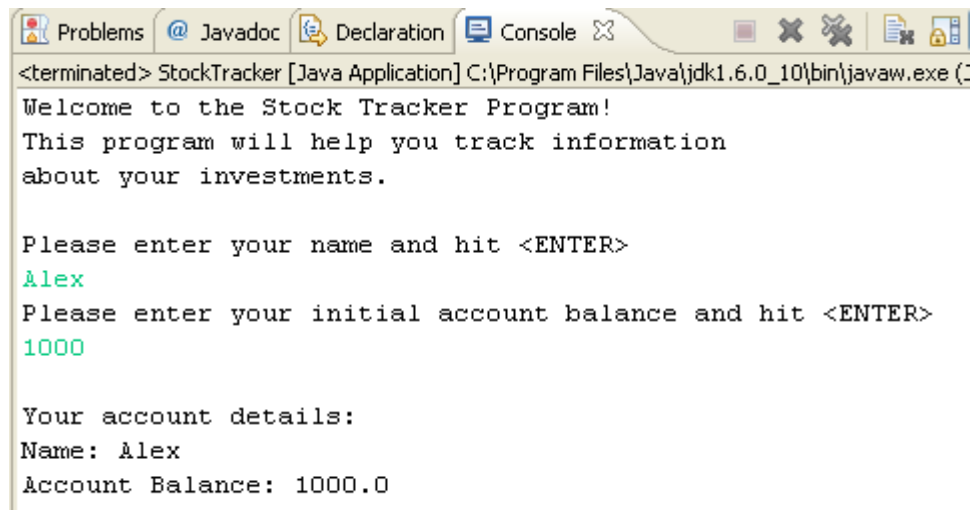 Problems @ Javadoc Declaration Console
<terminated> StockTracker [Java Application] C:\Program Files\Java\jdk1.6.0_10\bin\javaw.exe (
Welcome to the Stock Tracker Program!
This program will help you track information
about your investments.
Please enter your name and hit <ENTER>
Alex
Please enter your initial account balance and hit <ENTER>
1000
Your account details:
Name: Alex
Account Balance: 1000.0